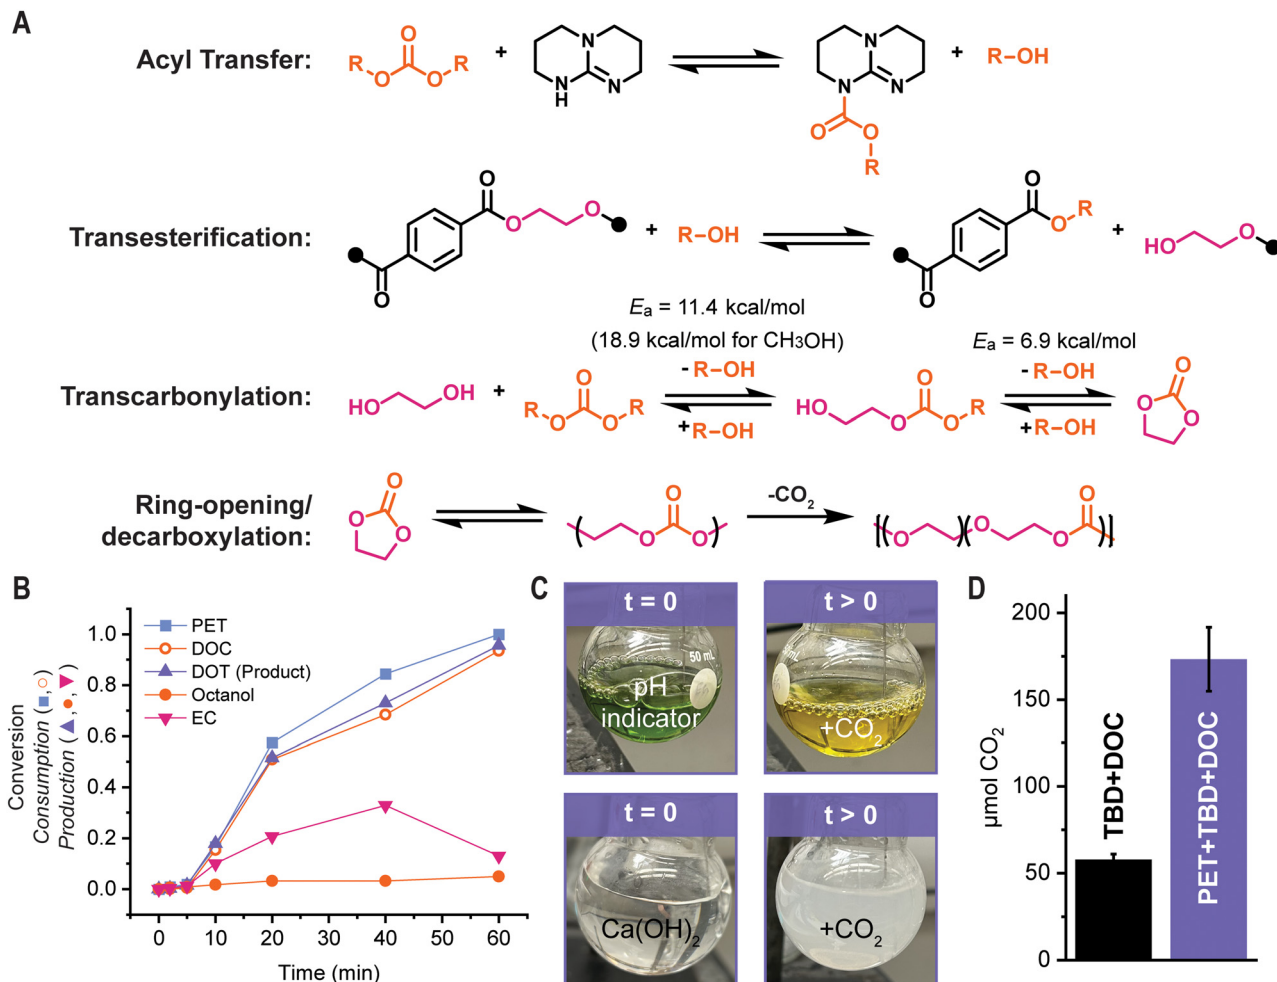 A
Acyl Transfer:
R O O O R
+
N N H N
N N N O O R
+
R–OH
Transesterification:
O O O O
+
R–OH
O O R O
+
HO O
Ea = 11.4 kcal/mol
(18.9 kcal/mol for CH3OH)
Ea = 6.9 kcal/mol
Transcarbonylation:
HO OH
+
R O O O R
- R–OH
+ R–OH
HO O O O R
- R–OH
+ R–OH
O O O
Ring-opening/
decarboxylation:
O O O
O O O
-CO2
O O O O
B
Conversion
Consumption (■, ○)
Production (▲, ●, ▼)
PET
DOC
DOT (Product)
Octanol
EC
1.0
0.8
0.6
0.4
0.2
0.0
0 10 20 30 40 50 60
Time (min)
C
t = 0
50 mL
pH
indicator
t > 0
+CO2
t = 0
Ca(OH)2
t > 0
+CO2
D
µmol CO2
200
150
100
50
0
TBD+DOC
PET+TBD+DOC